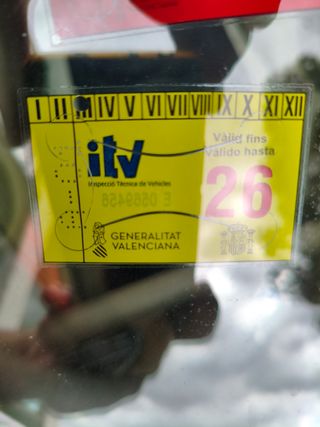 I II III IV V VI VII VIII IX X XI XII
itv
Inspecció Tècnica de Vehicles
Vàlid fins
Válido hasta
26
E 0669456
GENERALITAT
VALENCIANA